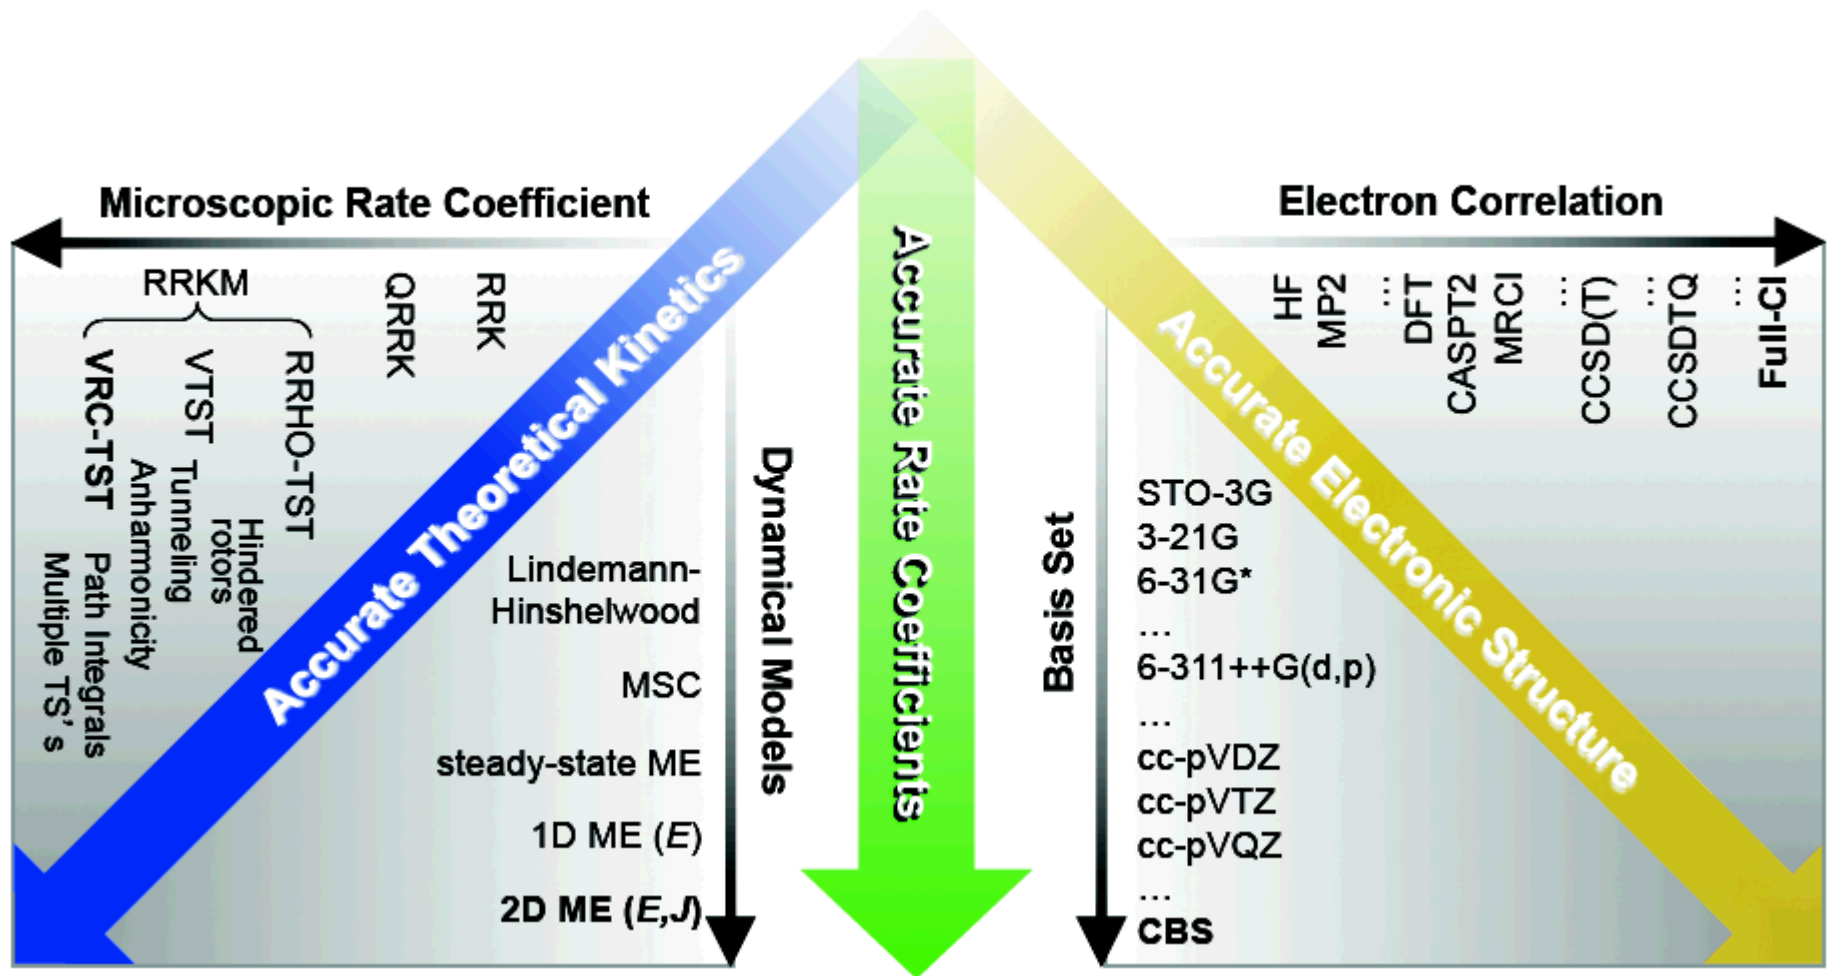 Microscopic Rate Coefficient
RRKM
VRC-TST
VTST
RRHO-TST
QRRK
RRK
Multiple TS's
Path Integrals
Anharmonicity
Tunneling
Hindered
rotors
Accurate Theoretical Kinetics
Dynamical Models
Lindemann-
Hinshelwood
MSC
steady-state ME
1D ME (E)
2D ME (E,J)
Accurate Rate Coefficients
Electron Correlation
HF
MP2
...
DFT
CASPT2
MRCI
...
CCSD(T)
...
CCSDTQ
...
Full-CI
Accurate Electronic Structure
Basis Set
STO-3G
3-21G
6-31G*
...
6-311++G(d,p)
...
cc-pVDZ
cc-pVTZ
cc-pVQZ
...
CBS